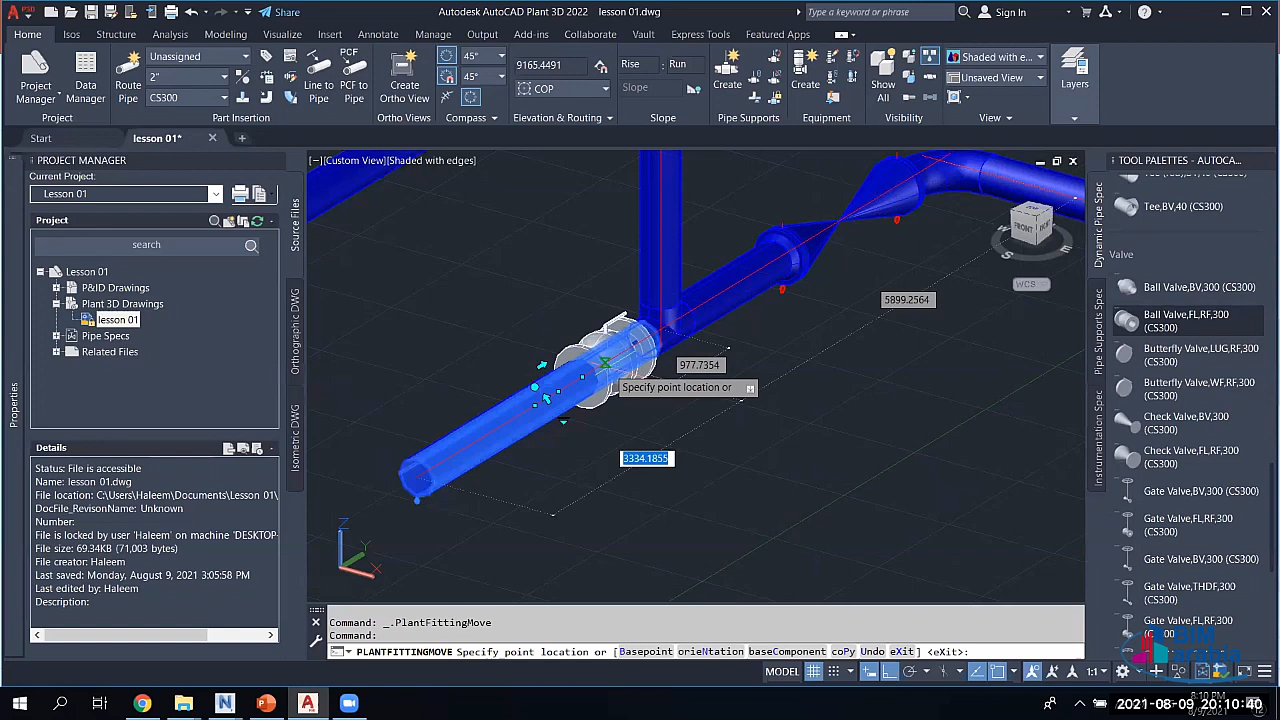 Share
Autodesk AutoCAD Plant 3D 2022 lesson 01.dwg
Type a keyword or phrase
Sign In
Home Isos Structure Analysis Modeling Visualize Insert Annotate Manage Output Add-ins Collaborate Vault Express Tools Featured Apps
Project
Manager
Data
Manager
Project
Route
Pipe
Unassigned
2"
CS300
Part Insertion
Line to
Pipe
PCF to
Pipe
Create
Ortho View
Ortho Views
45°
45°
Compass
9165.4491
COP
Elevation & Routing
Rise Run
Slope
Slope
Create
Pipe Supports
Create
Equipment
Show
All
Visibility
Shaded with e...
Unsaved View
View
Layers
Start lesson 01*
PROJECT MANAGER
Current Project:
Lesson 01
Project
search
Lesson 01
P&ID Drawings
Plant 3D Drawings
lesson 01
Pipe Specs
Related Files
Source Files
Orthographic DWG
Isometric DWG
Properties
Details
Status: File is accessible
Name: lesson 01.dwg
File location: C:\Users\Haleem\Documents\Lesson 01\
DocFile_RevisonName: Unknown
Number:
File is locked by user 'Haleem' on machine 'DESKTOP-
File size: 69.34KB (71,003 bytes)
File creator: Haleem
Last saved: Monday, August 9, 2021 3:05:58 PM
Last edited by: Haleem
Description:
[−][Custom View][Shaded with edges]
FRONT
S
E
WCS
5899.2564
977.7354
Specify point location or
3334.1855
Z
Y
X
Command: _.PlantFittingMove
Command:
PLANTFITTINGMOVE Specify point location or [Basepoint orieNtation baseComponent coPy Undo eXit] <eXit>:
TOOL PALETTES - AUTOCA...
Dynamic Pipe Spec
Pipe Supports Spec
Instrumentation Spec
Tee,BV,40 (CS300)
Valve
Ball Valve,BV,300 (CS300)
Ball Valve,FL,RF,300
(CS300)
Butterfly Valve,LUG,RF,300
(CS300)
Butterfly Valve,WF,RF,300
(CS300)
Check Valve,BV,300
(CS300)
Check Valve,FL,RF,300
(CS300)
Gate Valve,BV,300 (CS300)
Gate Valve,FL,RF,300
(CS300)
Gate Valve,BV,300 (CS300)
Gate Valve,THDF,300
(CS300)
Gate Valve,FL,RF,300
BIM
arabia
MODEL
1:1
2021-08-09 20:10:40